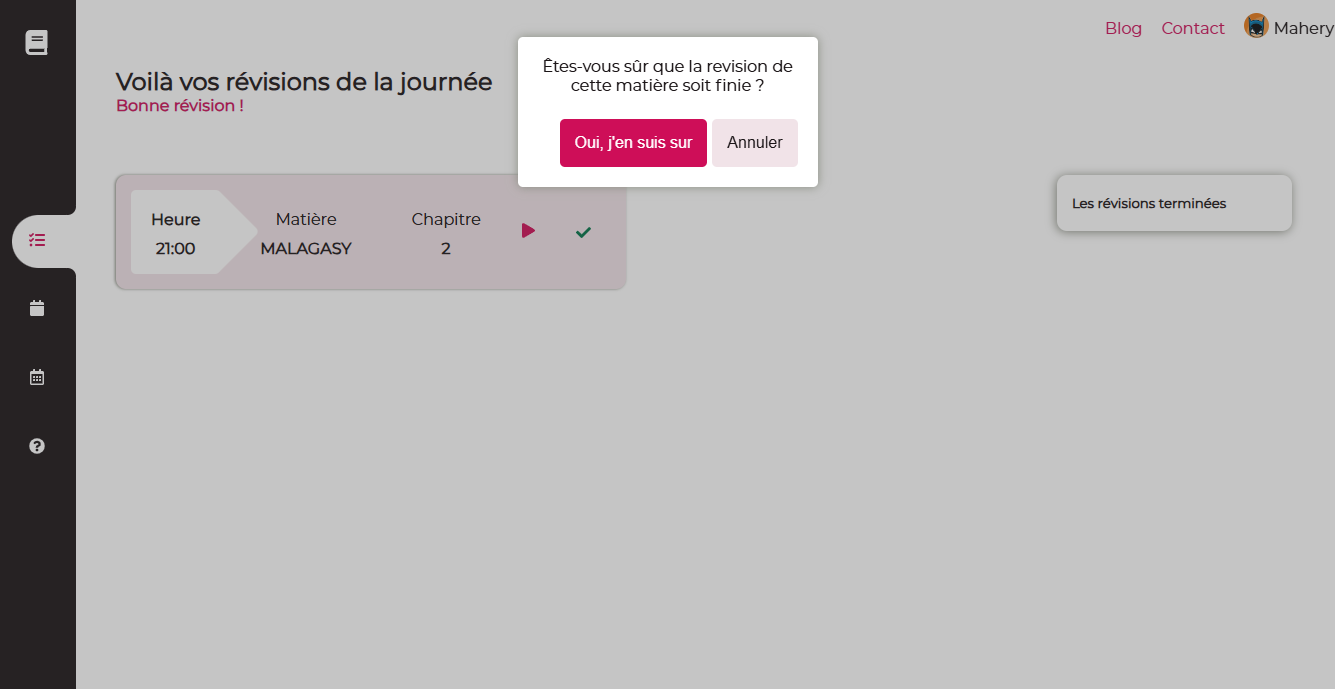 Blog Contact Mahery
Êtes-vous sûr que la revision de
cette matière soit finie ?
Oui, j'en suis sur Annuler
Voilà vos révisions de la journée
Bonne révision !
Heure Matière Chapitre
21:00 MALAGASY 2
Les révisions terminées